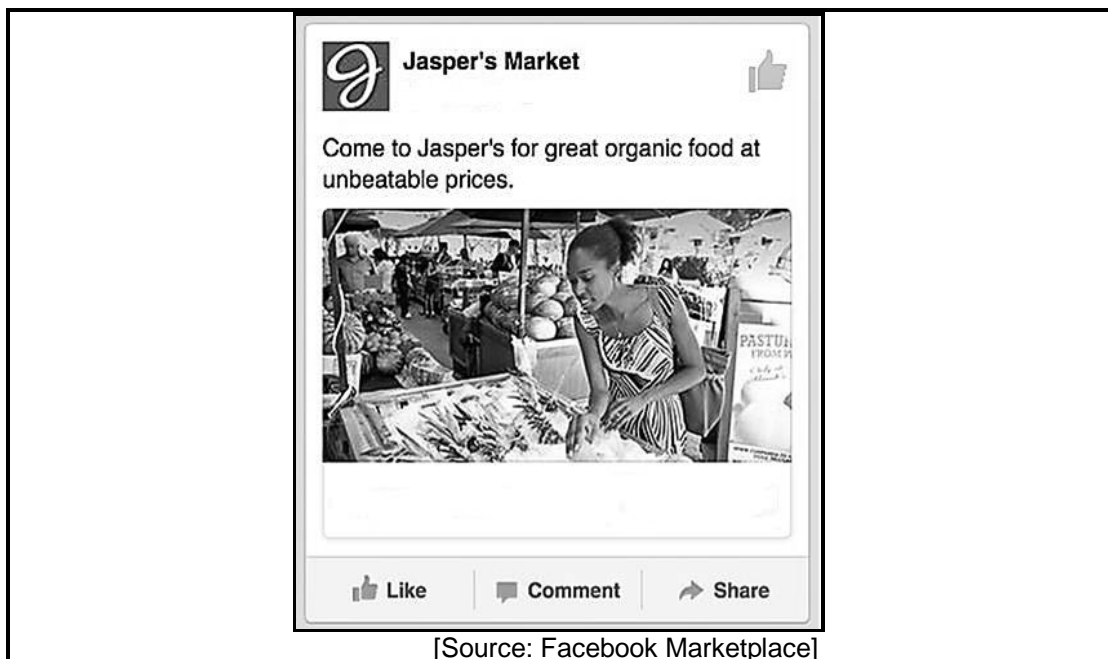 Jasper's Market
Come to Jasper's for great organic food at
unbeatable prices.
PASTU
FROM
Like
Comment
Share
[Source: Facebook Marketplace]